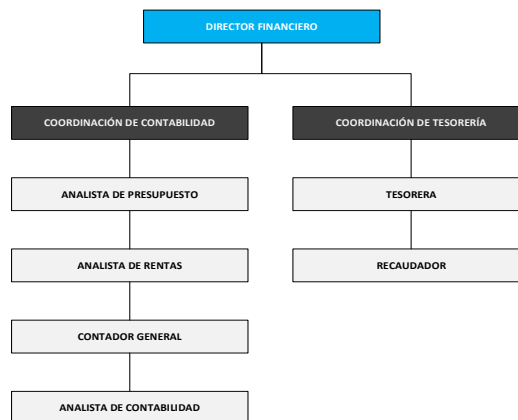 DIRECTOR FINANCIERO
COORDINACIÓN DE CONTABILIDAD
COORDINACIÓN DE TESORERÍA
ANALISTA DE PRESUPUESTO
TESORERA
ANALISTA DE RENTAS
RECAUDADOR
CONTADOR GENERAL
ANALISTA DE CONTABILIDAD